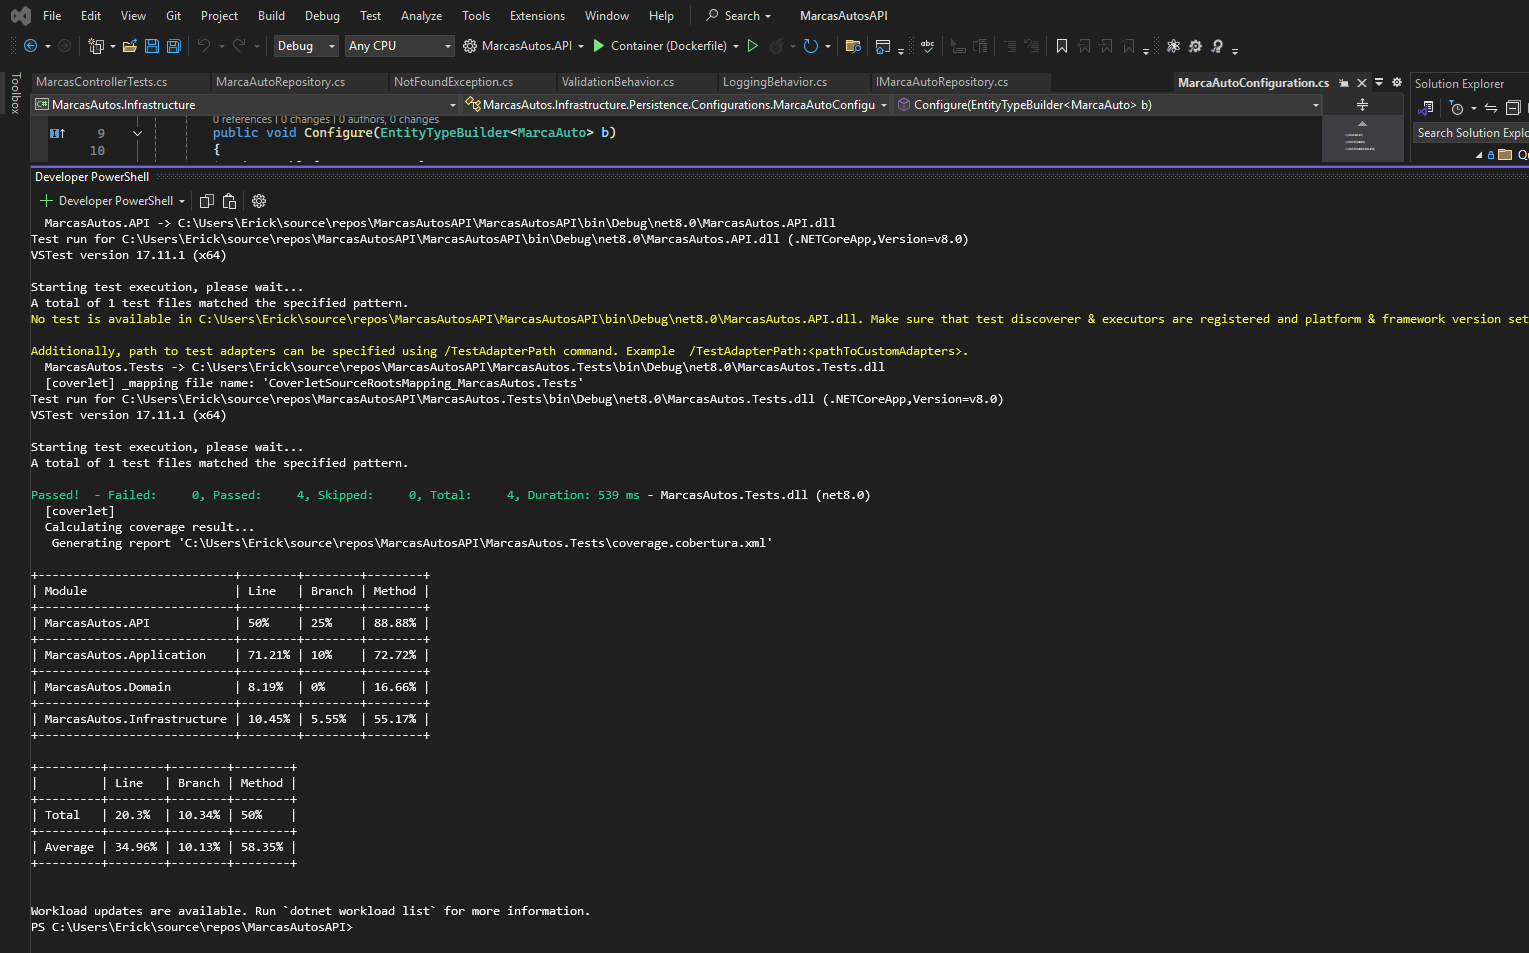 File Edit View Git Project Build Debug Test Analyze Tools Extensions Window Help Search MarcasAutosAPI
Debug Any CPU MarcasAutos.API Container (Dockerfile)
Toolbox
MarcasControllerTests.cs MarcaAutoRepository.cs NotFoundException.cs ValidationBehavior.cs LoggingBehavior.cs IMarcaAutoRepository.cs MarcaAutoConfiguration.cs
Solution Explorer
C# MarcasAutos.Infrastructure MarcasAutos.Infrastructure.Persistence.Configurations.MarcaAutoConfigu Configure(EntityTypeBuilder<MarcaAuto> b)
0 references | 0 changes | 0 authors, 0 changes
9 public void Configure(EntityTypeBuilder<MarcaAuto> b)
10 {
Search Solution Explo
Developer PowerShell
+ Developer PowerShell
MarcasAutos.API -> C:\Users\Erick\source\repos\MarcasAutosAPI\MarcasAutosAPI\bin\Debug\net8.0\MarcasAutos.API.dll
Test run for C:\Users\Erick\source\repos\MarcasAutosAPI\MarcasAutosAPI\bin\Debug\net8.0\MarcasAutos.API.dll (.NETCoreApp,Version=v8.0)
VSTest version 17.11.1 (x64)
Starting test execution, please wait...
A total of 1 test files matched the specified pattern.
No test is available in C:\Users\Erick\source\repos\MarcasAutosAPI\MarcasAutosAPI\bin\Debug\net8.0\MarcasAutos.API.dll. Make sure that test discoverer & executors are registered and platform & framework version set
Additionally, path to test adapters can be specified using /TestAdapterPath command. Example  /TestAdapterPath:<pathToCustomAdapters>.
MarcasAutos.Tests -> C:\Users\Erick\source\repos\MarcasAutosAPI\MarcasAutos.Tests\bin\Debug\net8.0\MarcasAutos.Tests.dll
[coverlet] _mapping file name: 'CoverletSourceRootsMapping_MarcasAutos.Tests'
Test run for C:\Users\Erick\source\repos\MarcasAutosAPI\MarcasAutos.Tests\bin\Debug\net8.0\MarcasAutos.Tests.dll (.NETCoreApp,Version=v8.0)
VSTest version 17.11.1 (x64)
Starting test execution, please wait...
A total of 1 test files matched the specified pattern.
Passed!  - Failed:     0, Passed:     4, Skipped:     0, Total:     4, Duration: 539 ms - MarcasAutos.Tests.dll (net8.0)
[coverlet]
Calculating coverage result...
Generating report 'C:\Users\Erick\source\repos\MarcasAutosAPI\MarcasAutos.Tests\coverage.cobertura.xml'
+----------------------------+--------+--------+--------+
| Module                     | Line   | Branch | Method |
+----------------------------+--------+--------+--------+
| MarcasAutos.API            | 50%    | 25%    | 88.88% |
+----------------------------+--------+--------+--------+
| MarcasAutos.Application    | 71.21% | 10%    | 72.72% |
+----------------------------+--------+--------+--------+
| MarcasAutos.Domain         | 8.19%  | 0%     | 16.66% |
+----------------------------+--------+--------+--------+
| MarcasAutos.Infrastructure | 10.45% | 5.55%  | 55.17% |
+----------------------------+--------+--------+--------+
+---------+--------+--------+--------+
|         | Line   | Branch | Method |
+---------+--------+--------+--------+
| Total   | 20.3%  | 10.34% | 50%    |
+---------+--------+--------+--------+
| Average | 34.96% | 10.13% | 58.35% |
+---------+--------+--------+--------+
Workload updates are available. Run `dotnet workload list` for more information.
PS C:\Users\Erick\source\repos\MarcasAutosAPI>